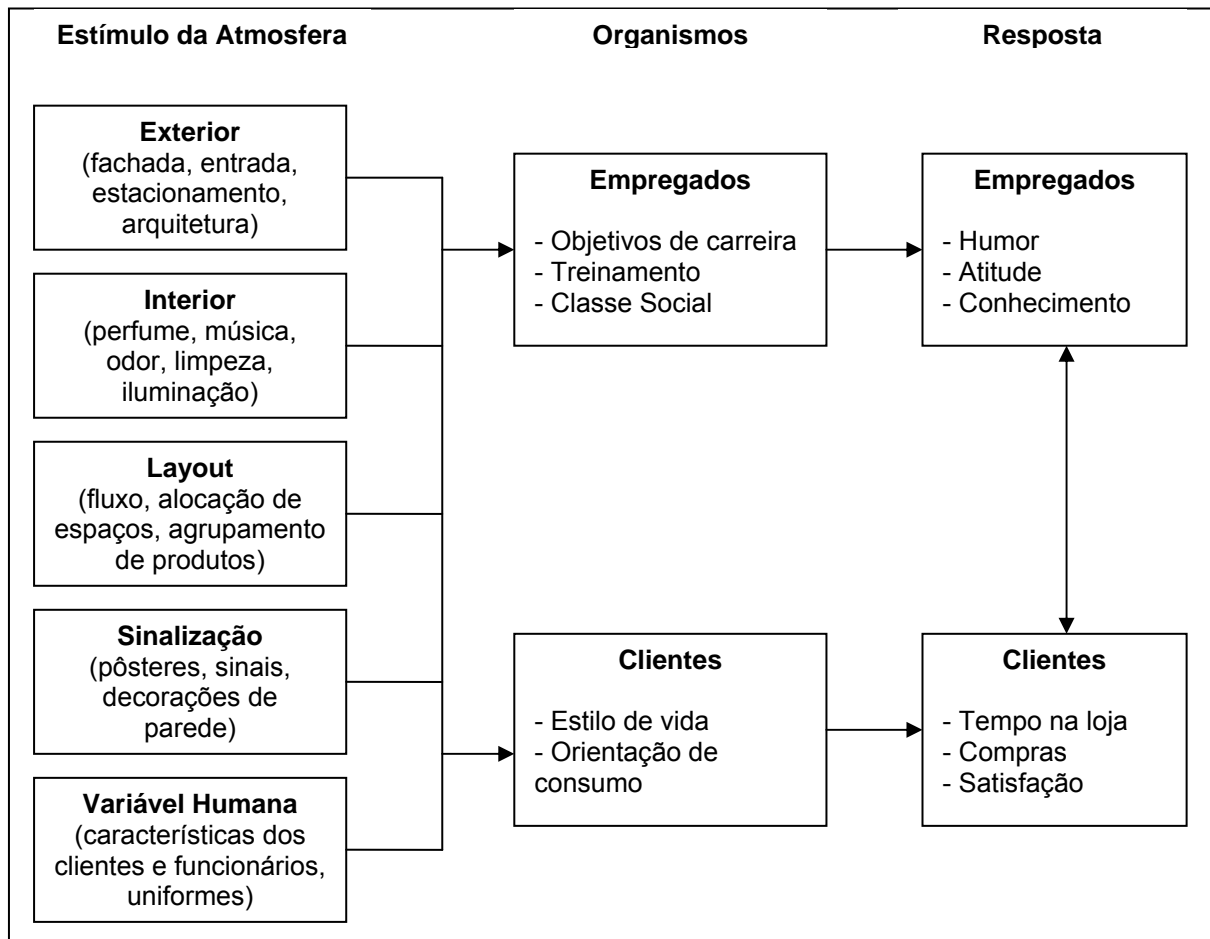 Estímulo da Atmosfera
Organismos
Resposta
Exterior
(fachada, entrada,
estacionamento,
arquitetura)
Interior
(perfume, música,
odor, limpeza,
iluminação)
Layout
(fluxo, alocação de
espaços, agrupamento
de produtos)
Sinalização
(pôsteres, sinais,
decorações de
parede)
Variável Humana
(características dos
clientes e funcionários,
uniformes)
Empregados
- Objetivos de carreira
- Treinamento
- Classe Social
Clientes
- Estilo de vida
- Orientação de
consumo
Empregados
- Humor
- Atitude
- Conhecimento
Clientes
- Tempo na loja
- Compras
- Satisfação